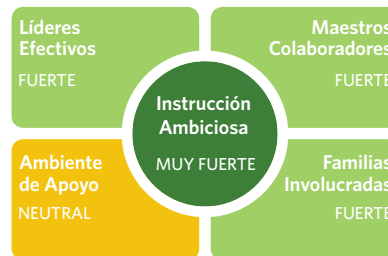 Líderes
Efectivos
FUERTE
Maestros
Colaboradores
FUERTE
Instrucción
Ambiciosa
MUY FUERTE
Ambiente
de Apoyo
NEUTRAL
Familias
Involucradas
FUERTE